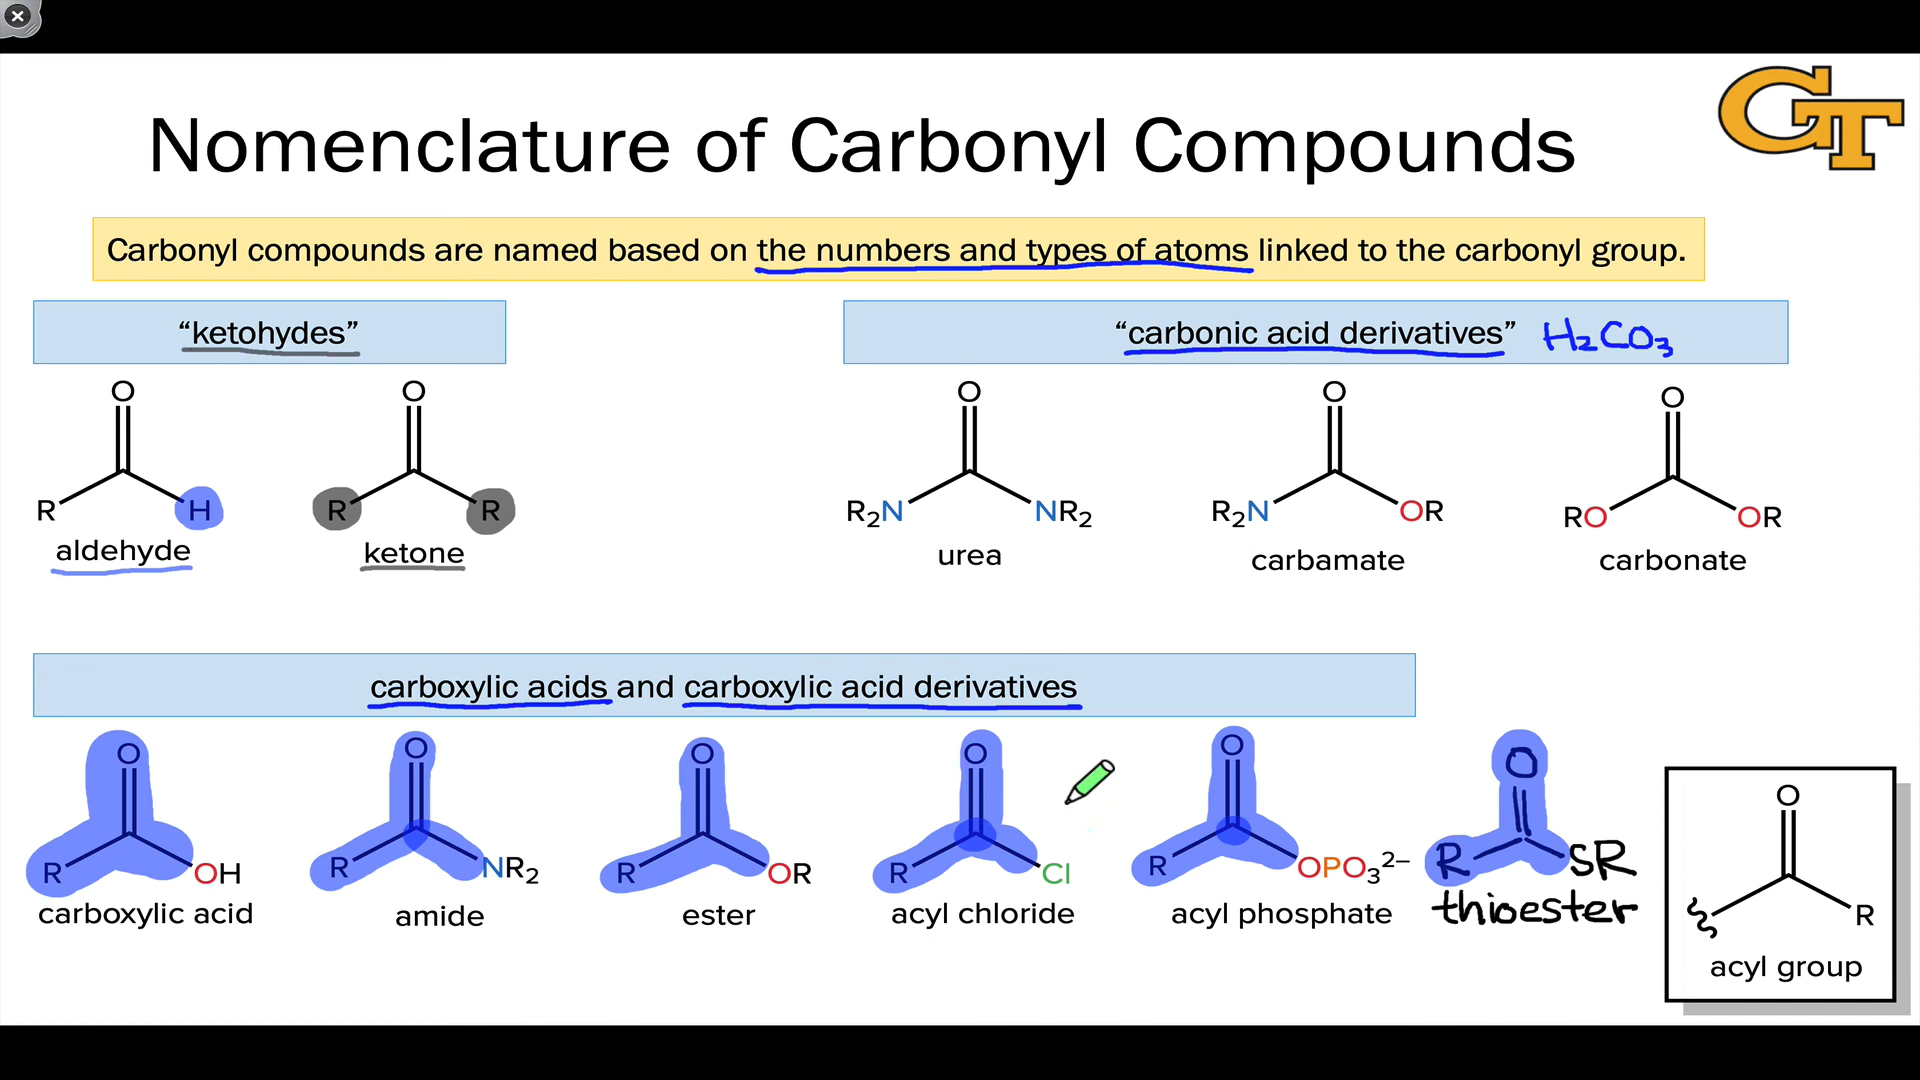 GT
Nomenclature of Carbonyl Compounds
Carbonyl compounds are named based on the numbers and types of atoms linked to the carbonyl group.
“ketohydes”
“carbonic acid derivatives” H₂CO₃
O O O O O
R H R R R₂N NR₂ R₂N OR RO OR
aldehyde ketone urea carbamate carbonate
carboxylic acids and carboxylic acid derivatives
O O O O O O O
R OH R NR₂ R OR R Cl R OPO₃²⁻ R SR R
carboxylic acid amide ester acyl chloride acyl phosphate thioester
acyl group